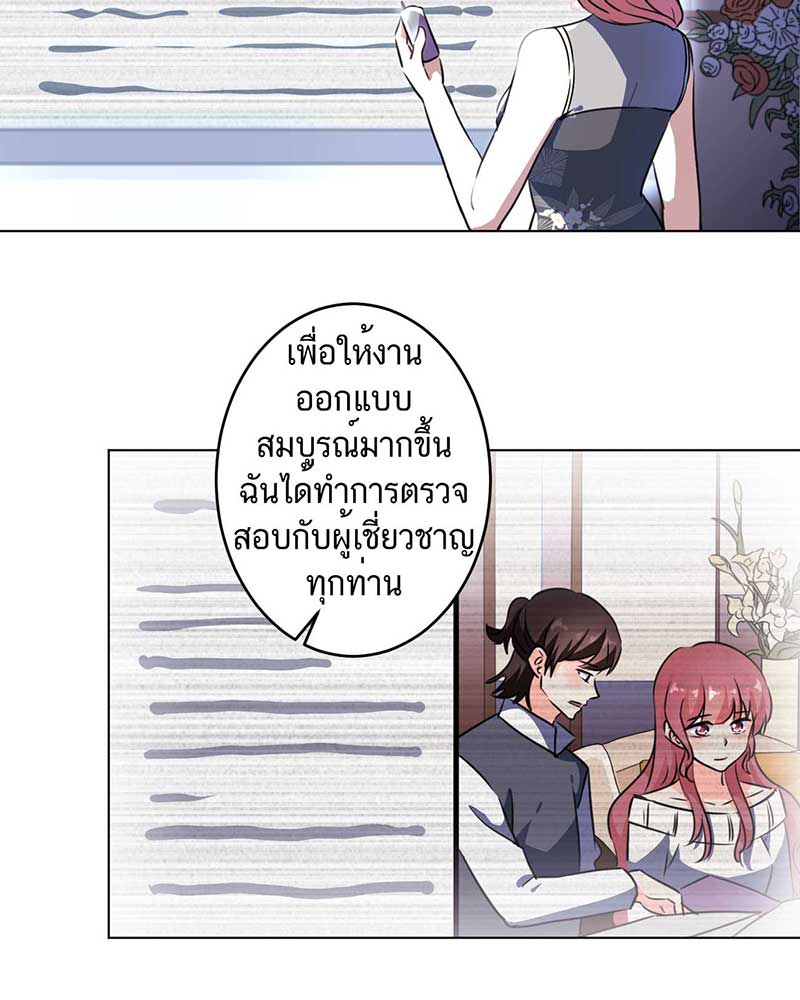 เพื่อให้งาน
ออกแบบ
สมบูรณ์มากขึ้น
ฉันได้ทำการตรวจ
สอบกับผู้เชี่ยวชาญ
ทุกท่าน